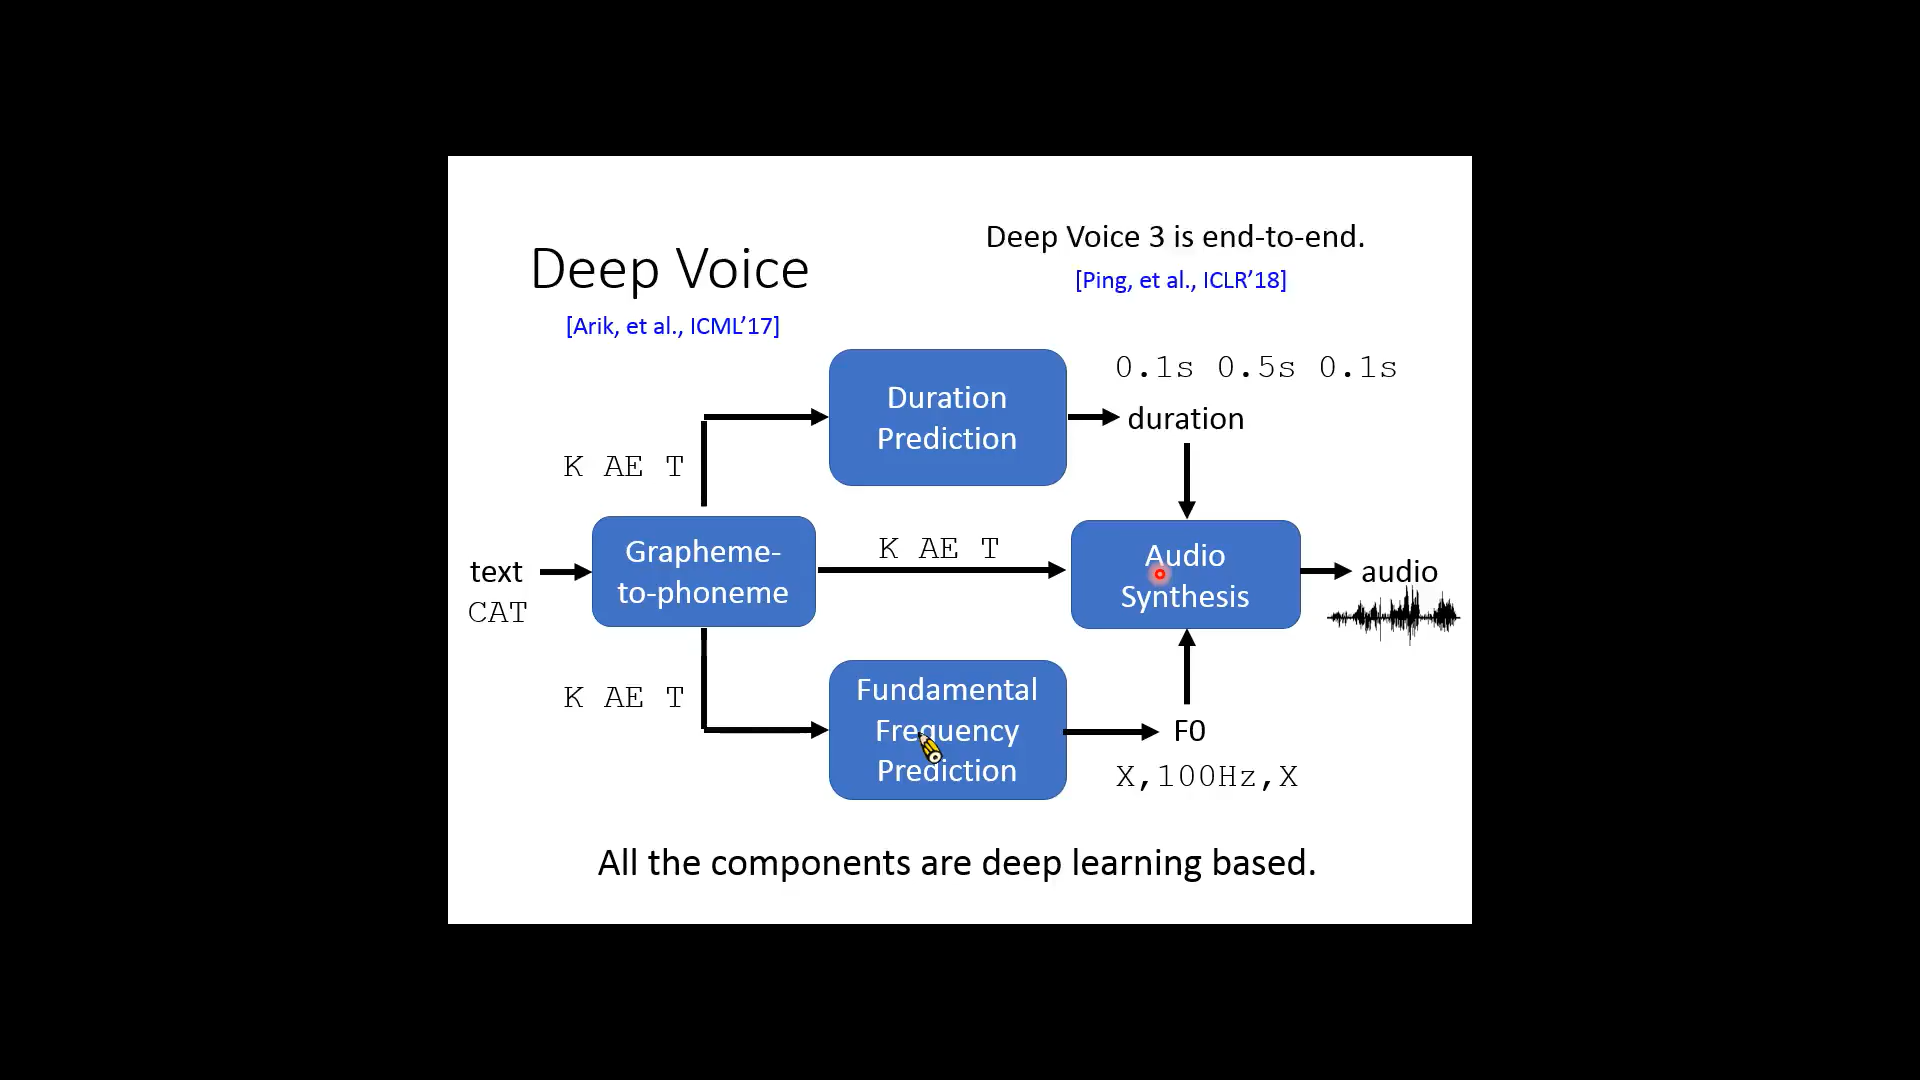 Deep Voice
[Arik, et al., ICML’17]
Deep Voice 3 is end-to-end.
[Ping, et al., ICLR’18]
Duration
Prediction
0.1s 0.5s 0.1s
duration
K AE T
text
CAT
Grapheme-
to-phoneme
K AE T
Audio
Synthesis
audio
K AE T
Fundamental
Frequency
Prediction
F0
X,100Hz,X
All the components are deep learning based.